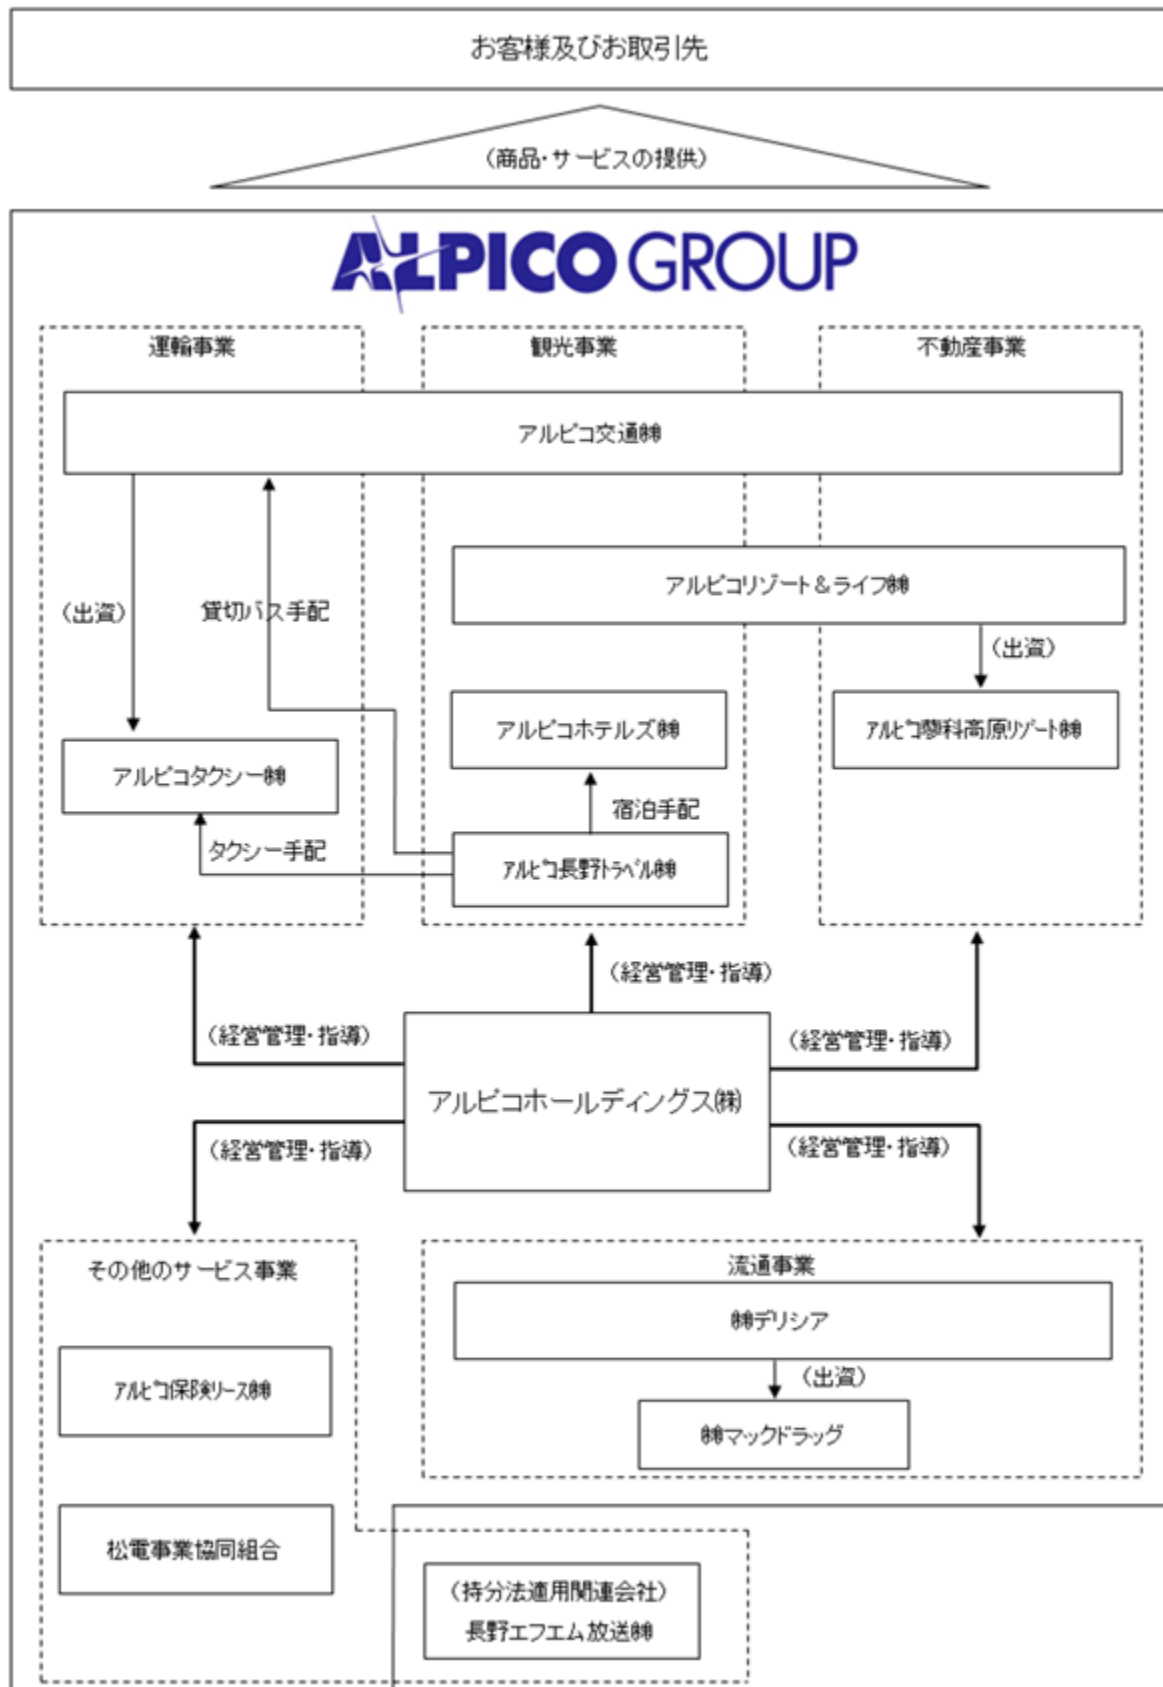 お客様及びお取引先
(商品・サービスの提供)
ALPICO GROUP
運輸事業
観光事業
不動産事業
アルピコ交通㈱
アルピコリゾート＆ライフ㈱
(出資)
貸切バス手配
(出資)
アルピコホテルズ㈱
ｱﾙﾋﾟｺ蓼科高原ﾘｿﾞｰﾄ㈱
アルピコタクシー㈱
宿泊手配
タクシー手配
ｱﾙﾋﾟｺ長野ﾄﾗﾍﾞﾙ㈱
(経営管理・指導)
(経営管理・指導)
(経営管理・指導)
アルピコホールディングス㈱
(経営管理・指導)
(経営管理・指導)
その他のサービス事業
流通事業
㈱デリシア
(出資)
ｱﾙﾋﾟｺ保険ﾘｰｽ㈱
㈱マックドラッグ
松電事業協同組合
(持分法適用関連会社)
長野エフエム放送㈱